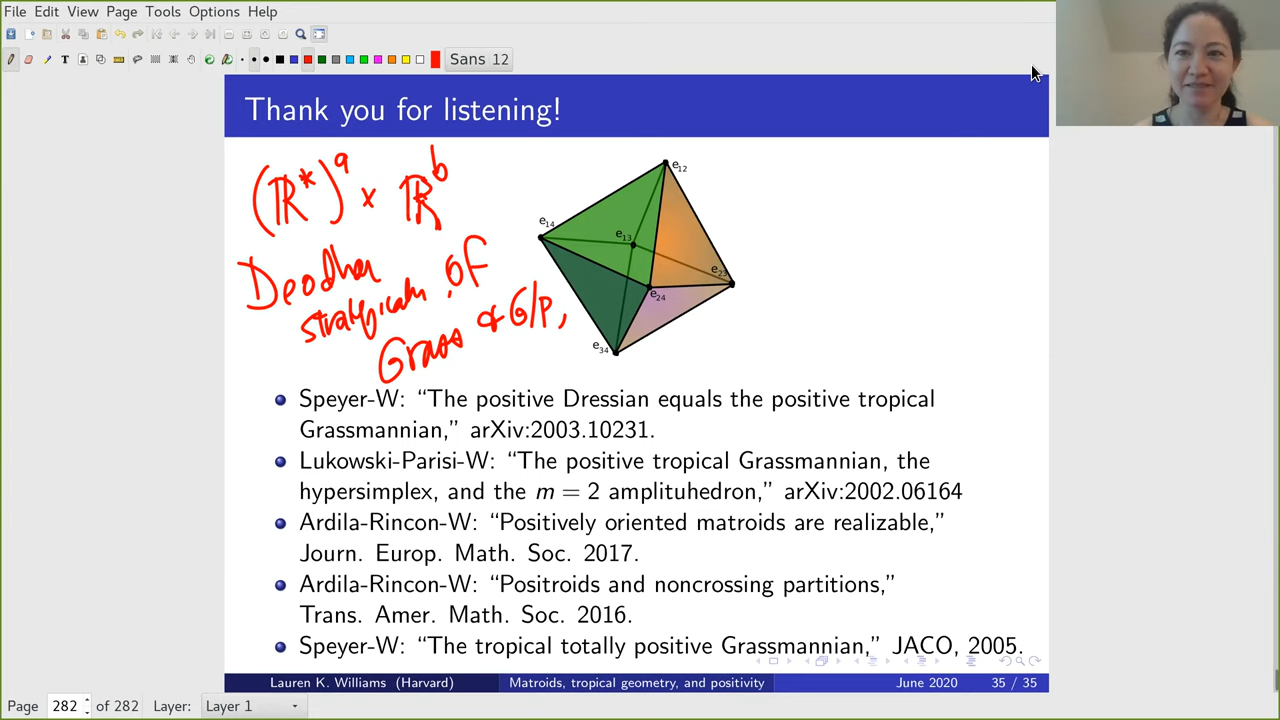 File Edit View Page Tools Options Help
Sans 12
Thank you for listening!
(ℝ*)ᵃ × ℝᵇ
Deodhar
stratification of
Grass & G/P,
e12
e14
e13
e23
e24
e34
Speyer-W: “The positive Dressian equals the positive tropical
Grassmannian,” arXiv:2003.10231.
Lukowski-Parisi-W: “The positive tropical Grassmannian, the
hypersimplex, and the m = 2 amplituhedron,” arXiv:2002.06164
Ardila-Rincon-W: “Positively oriented matroids are realizable,”
Journ. Europ. Math. Soc. 2017.
Ardila-Rincon-W: “Positroids and noncrossing partitions,”
Trans. Amer. Math. Soc. 2016.
Speyer-W: “The tropical totally positive Grassmannian,” JACO, 2005.
Lauren K. Williams (Harvard) Matroids, tropical geometry, and positivity June 2020 35 / 35
Page 282 of 282 Layer: Layer 1